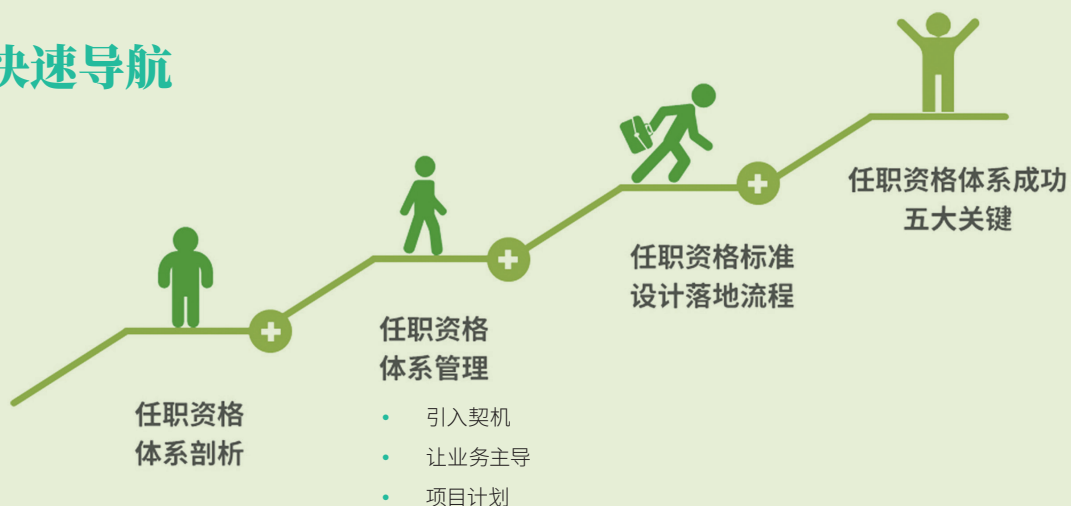 快速导航
任职资格
体系剖析
任职资格
体系管理
• 引入契机
• 让业务主导
• 项目计划
任职资格标准
设计落地流程
任职资格体系成功
五大关键